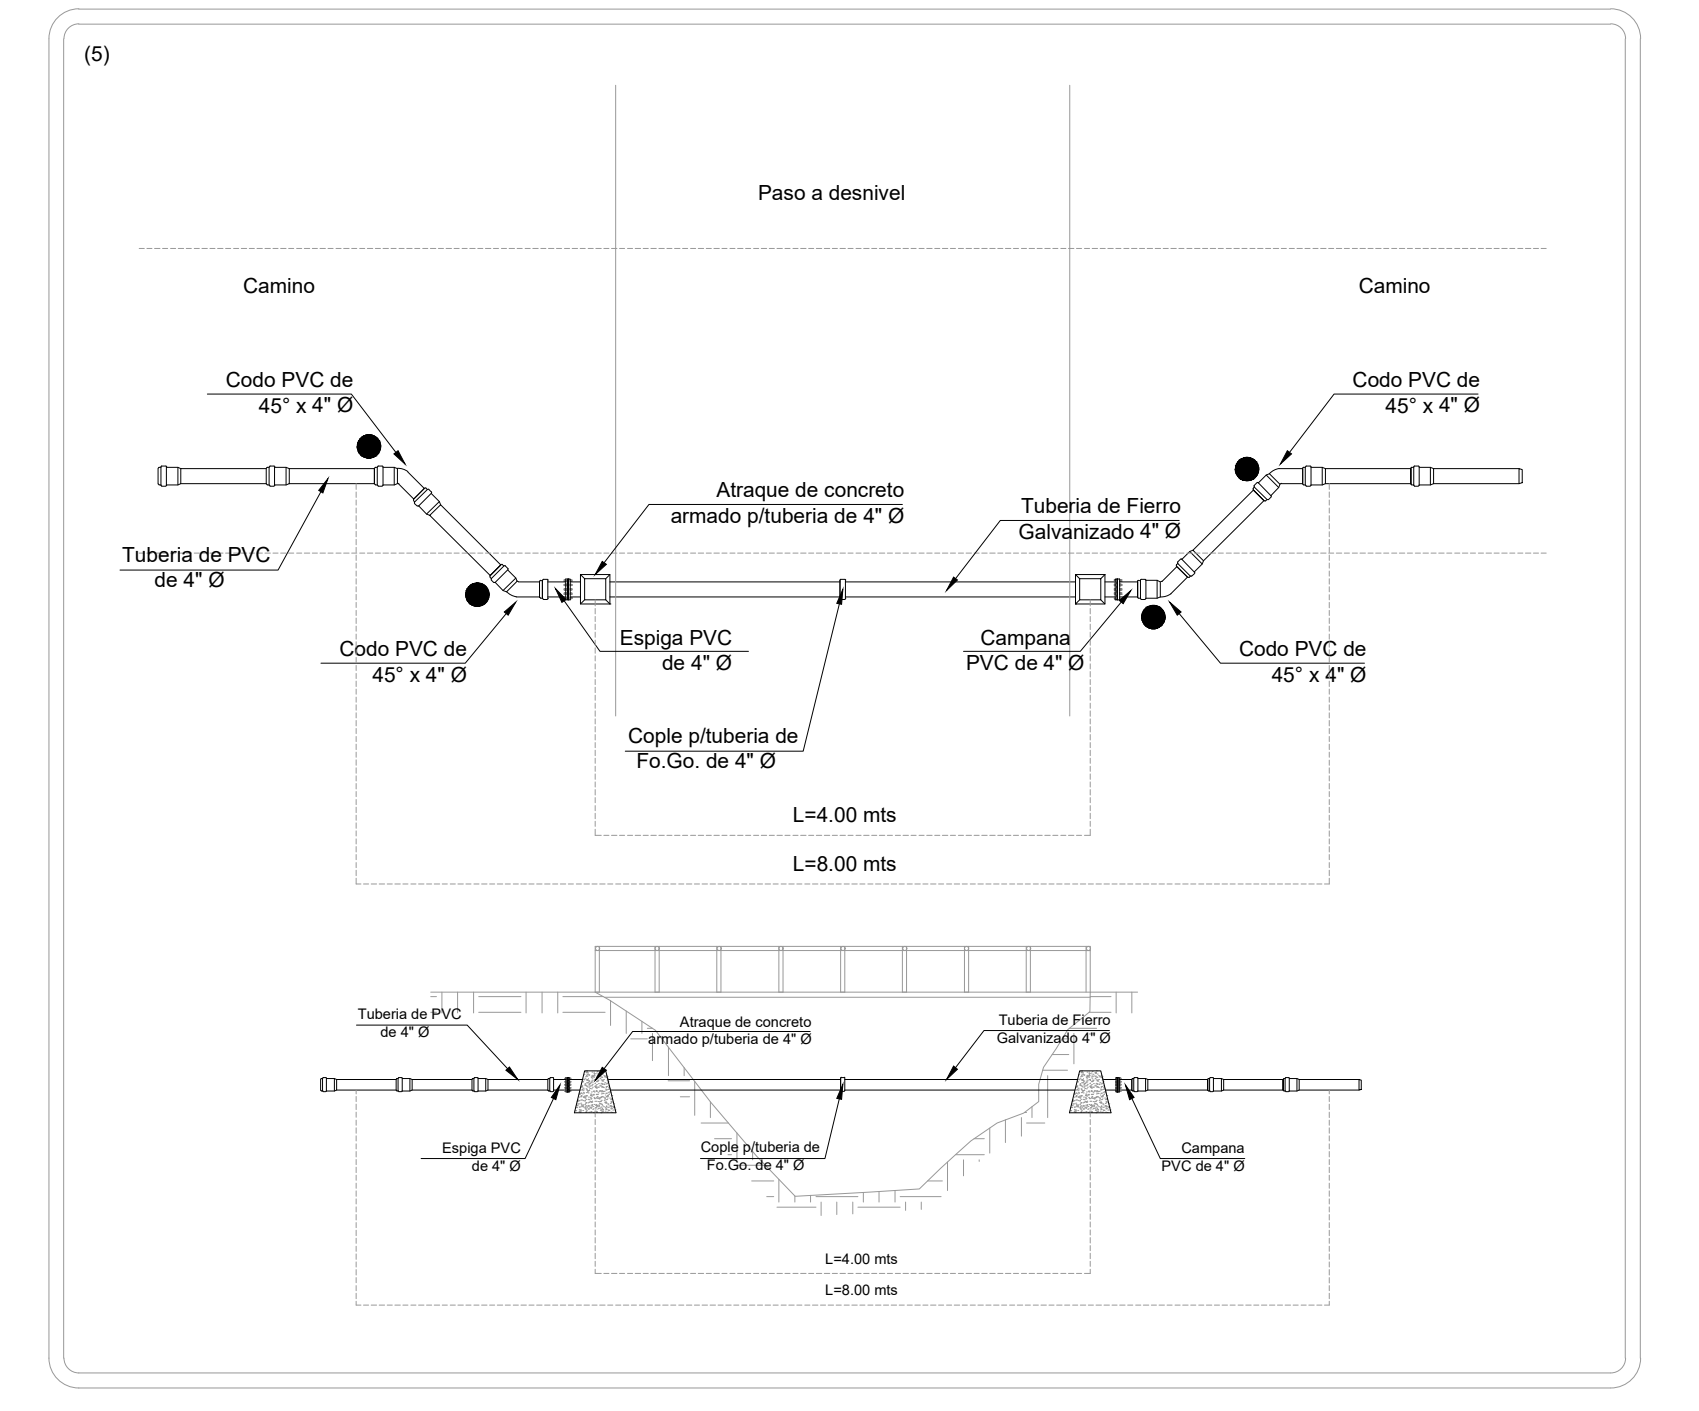 (5)
Paso a desnivel
Camino
Camino
Codo PVC de
45° x 4" Ø
Codo PVC de
45° x 4" Ø
Atraque de concreto
armado p/tuberia de 4" Ø
Tuberia de Fierro
Galvanizado 4" Ø
Tuberia de PVC
de 4" Ø
Codo PVC de
45° x 4" Ø
Espiga PVC
de 4" Ø
Campana
PVC de 4" Ø
Codo PVC de
45° x 4" Ø
Cople p/tuberia de
Fo.Go. de 4" Ø
L=4.00 mts
L=8.00 mts
Tuberia de PVC
de 4" Ø
Atraque de concreto
armado p/tuberia de 4" Ø
Tuberia de Fierro
Galvanizado 4" Ø
Espiga PVC
de 4" Ø
Cople p/tuberia de
Fo.Go. de 4" Ø
Campana
PVC de 4" Ø
L=4.00 mts
L=8.00 mts